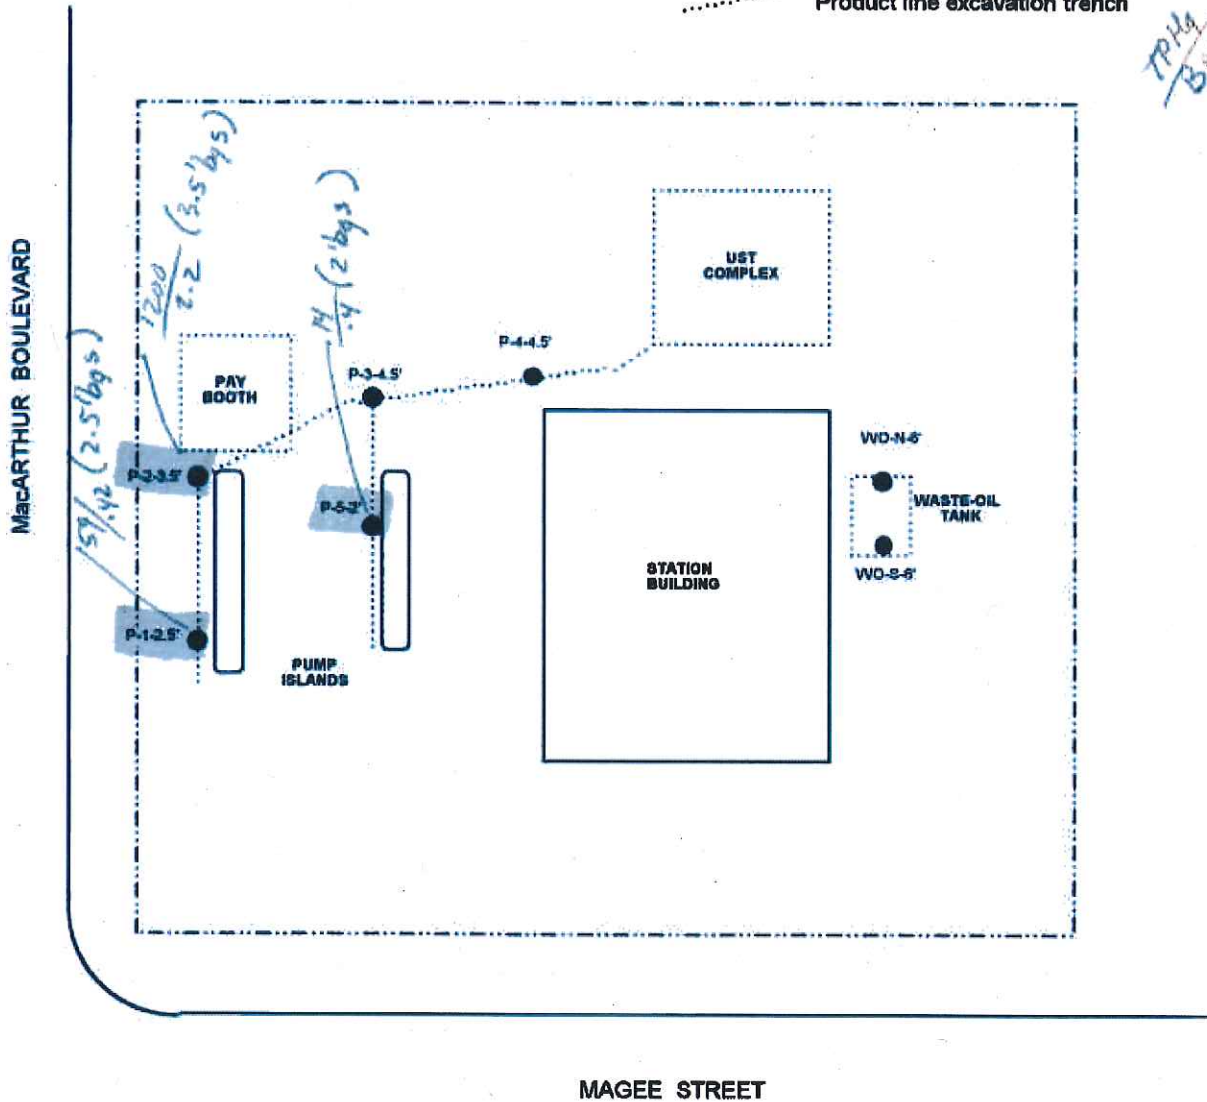 Product line excavation trench
TPHg
MacARTHUR BOULEVARD
1200
2.2 (3.5'bgs)
14
.4 (2'bgs)
159/.42 (2.5'bgs)
UST
COMPLEX
P-4-4.5'
P-3-4.5'
PAY
BOOTH
P-2-3.5'
P-5-2'
WO-N-6'
WASTE-OIL
TANK
WO-S-6'
STATION
BUILDING
P-1-2.5'
PUMP
ISLANDS
MAGEE STREET